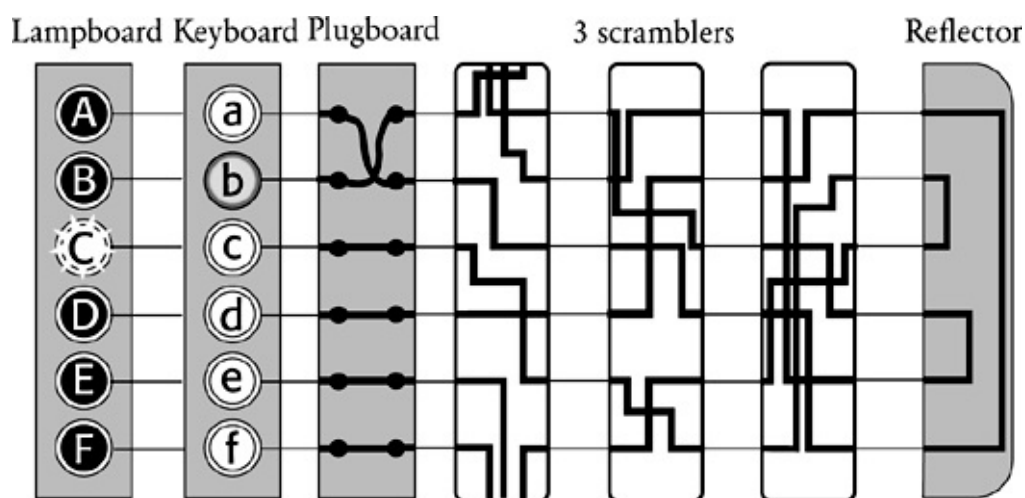 Lampboard Keyboard Plugboard 3 scramblers Reflector
A a
B b
C c
D d
E e
F f